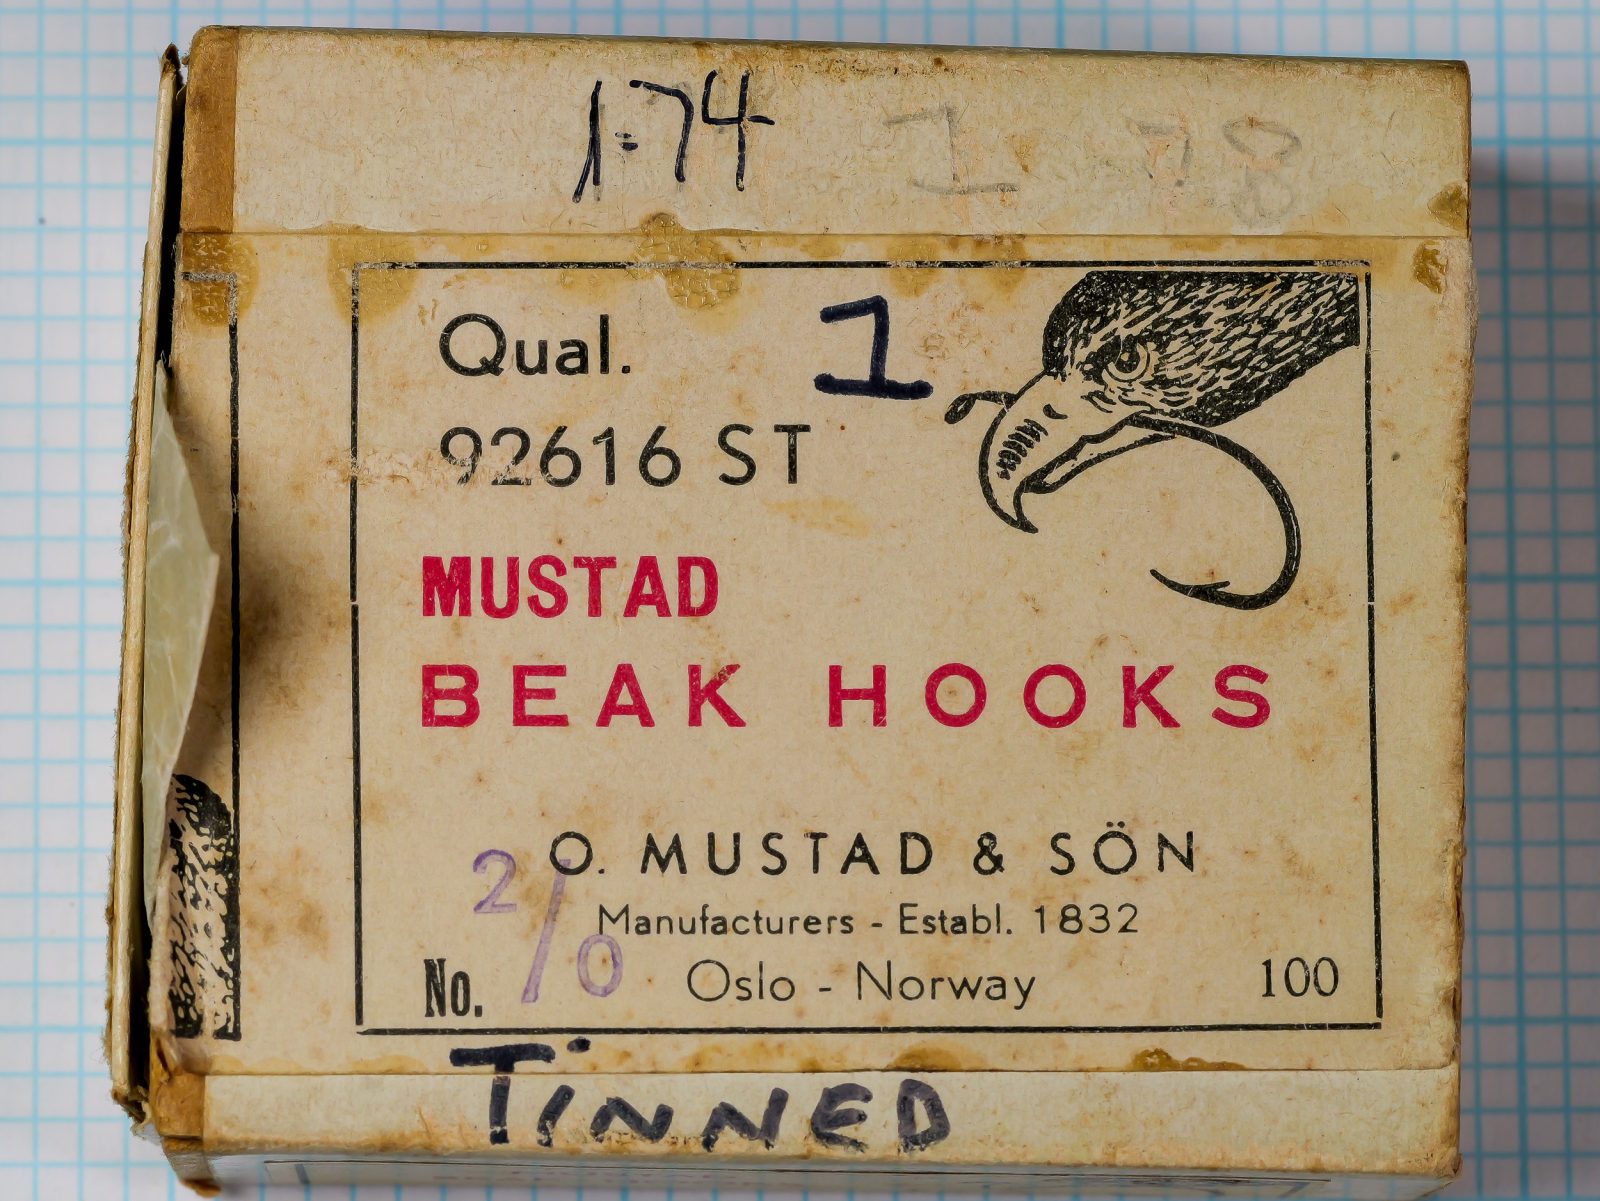 1-74
Qual. 1
92616 ST
MUSTAD
BEAK HOOKS
O. MUSTAD & SÖN
Manufacturers - Establ. 1832
No. 2/0 Oslo - Norway 100
TiNNED